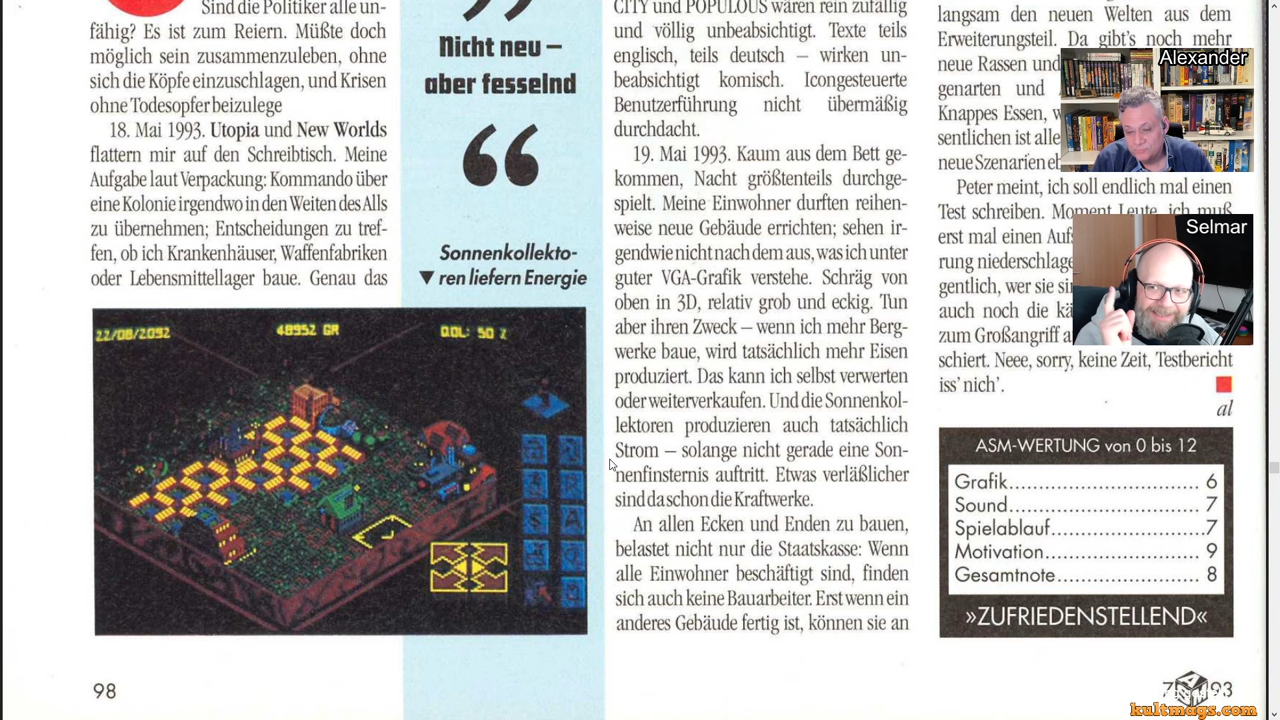 Sind die Politiker alle un-
fähig? Es ist zum Reiern. Müßte doch
möglich sein zusammenzuleben, ohne
sich die Köpfe einzuschlagen, und Krisen
ohne Todesopfer beizulege
18. Mai 1993. Utopia und New Worlds
flattern mir auf den Schreibtisch. Meine
Aufgabe laut Verpackung: Kommando über
eine Kolonie irgendwo in den Weiten des Alls
zu übernehmen; Entscheidungen zu tref-
fen, ob ich Krankenhäuser, Waffenfabriken
oder Lebensmittellager baue. Genau das
22/08/2092
48952 GR
QOL: 50 %
98
”
Nicht neu –
aber fesselnd
“
Sonnenkollekto-
▼ ren liefern Energie
CITY und POPULOUS wären rein zufällig
und völlig unbeabsichtigt. Texte teils
englisch, teils deutsch – wirken un-
beabsichtigt komisch. Icongesteuerte
Benutzerführung nicht übermäßig
durchdacht.
19. Mai 1993. Kaum aus dem Bett ge-
kommen, Nacht größtenteils durchge-
spielt. Meine Einwohner durften reihen-
weise neue Gebäude errichten; sehen ir-
gendwie nicht nach dem aus, was ich unter
guter VGA-Grafik verstehe. Schräg von
oben in 3D, relativ grob und eckig. Tun
aber ihren Zweck – wenn ich mehr Berg-
werke baue, wird tatsächlich mehr Eisen
produziert. Das kann ich selbst verwerten
oder weiterverkaufen. Und die Sonnenkol-
lektoren produzieren auch tatsächlich
Strom – solange nicht gerade eine Son-
nenfinsternis auftritt. Etwas verläßlicher
sind da schon die Kraftwerke.
An allen Ecken und Enden zu bauen,
belastet nicht nur die Staatskasse: Wenn
alle Einwohner beschäftigt sind, finden
sich auch keine Bauarbeiter. Erst wenn ein
anderes Gebäude fertig ist, können sie an
langsam den neuen Welten aus dem
Erweiterungsteil. Da gibt's noch mehr
neue Rassen und
genarten und
Knappes Essen,
sentlichen ist alle
neue Szenarien
Peter meint, ich soll endlich mal einen
Test schreiben. Moment Leute, ich muß
erst mal einen
rung niederschlage
gentlich, wer sie
auch noch die
zum Großangriff
schiert. Neee, sorry, keine Zeit, Testbericht
iss' nich'.
al
ASM-WERTUNG von 0 bis 12
Grafik.......................... 6
Sound.......................... 7
Spielablauf.....................7
Motivation.................... 9
Gesamtnote.................. 8
»ZUFRIEDENSTELLEND«
Alexander
Selmar
93
kultmags.com